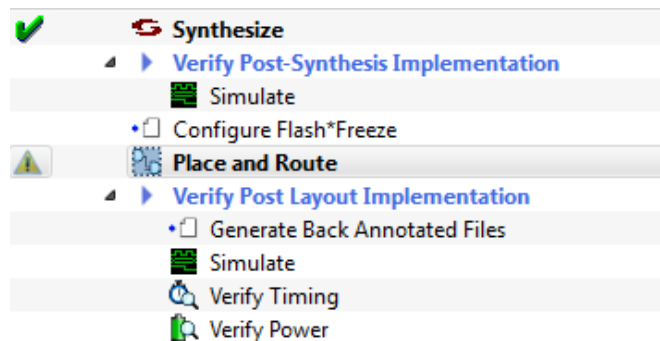 Synthesize
Verify Post-Synthesis Implementation
Simulate
Configure Flash*Freeze
Place and Route
Verify Post Layout Implementation
Generate Back Annotated Files
Simulate
Verify Timing
Verify Power